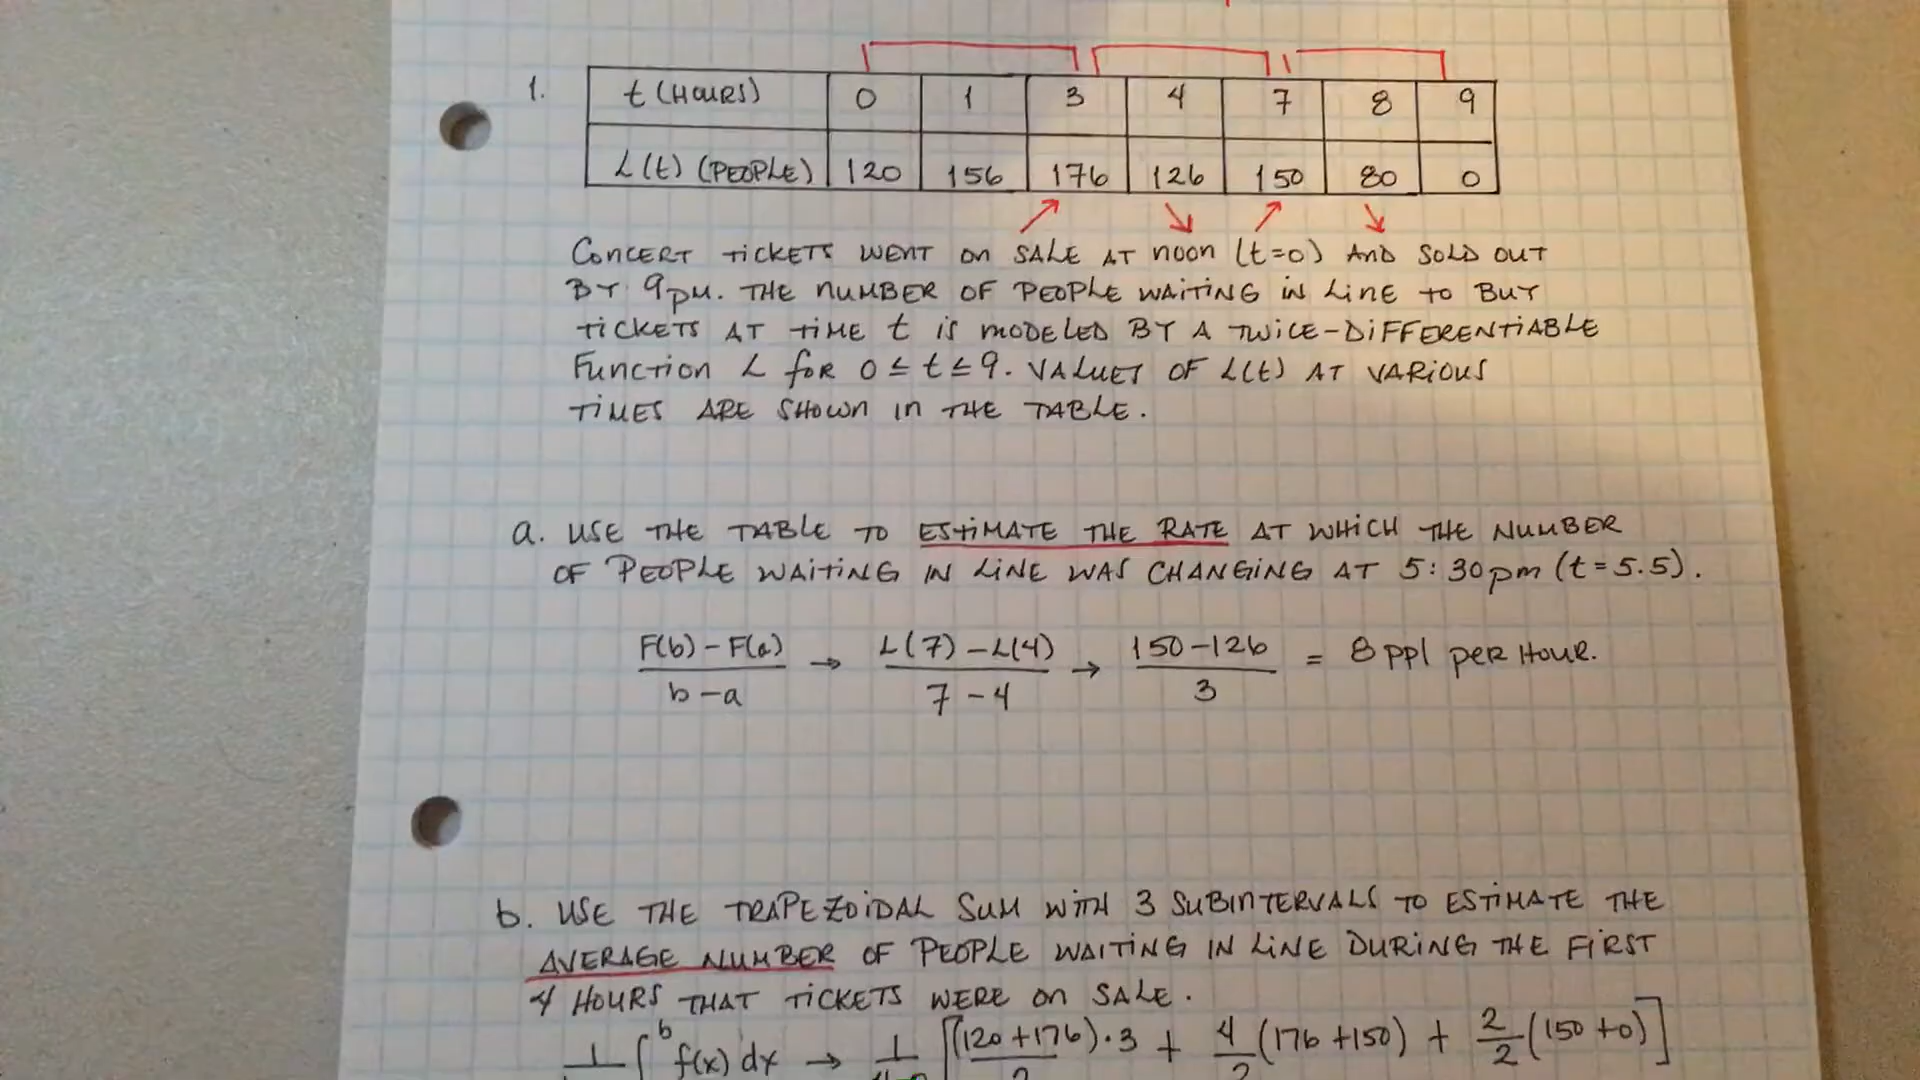 1.
t (HOURS) 0 1 3 4 7 8 9
L(t) (PEOPLE) 120 156 176 126 150 80 0
CONCERT TICKETS WENT ON SALE AT NOON (t=0) AND SOLD OUT
BY 9pm. THE NUMBER OF PEOPLE WAITING IN LINE TO BUY
TICKETS AT TIME t IS MODELED BY A TWICE-DIFFERENTIABLE
FUNCTION L FOR 0 ≤ t ≤ 9. VALUES OF L(t) AT VARIOUS
TIMES ARE SHOWN IN THE TABLE.
a. USE THE TABLE TO ESTIMATE THE RATE AT WHICH THE NUMBER
OF PEOPLE WAITING IN LINE WAS CHANGING AT 5:30pm (t=5.5).
F(b)-F(a) / b-a → L(7)-L(4) / 7-4 → 150-126 / 3 = 8 ppl per HOUR.
b. USE THE TRAPEZOIDAL SUM WITH 3 SUBINTERVALS TO ESTIMATE THE
AVERAGE NUMBER OF PEOPLE WAITING IN LINE DURING THE FIRST
4 HOURS THAT TICKETS WERE ON SALE.
1 ∫ b f(x) dx → 1 [(120+176)·3 / 2 + 4/2 (176+150) + 2/2 (150+0)]